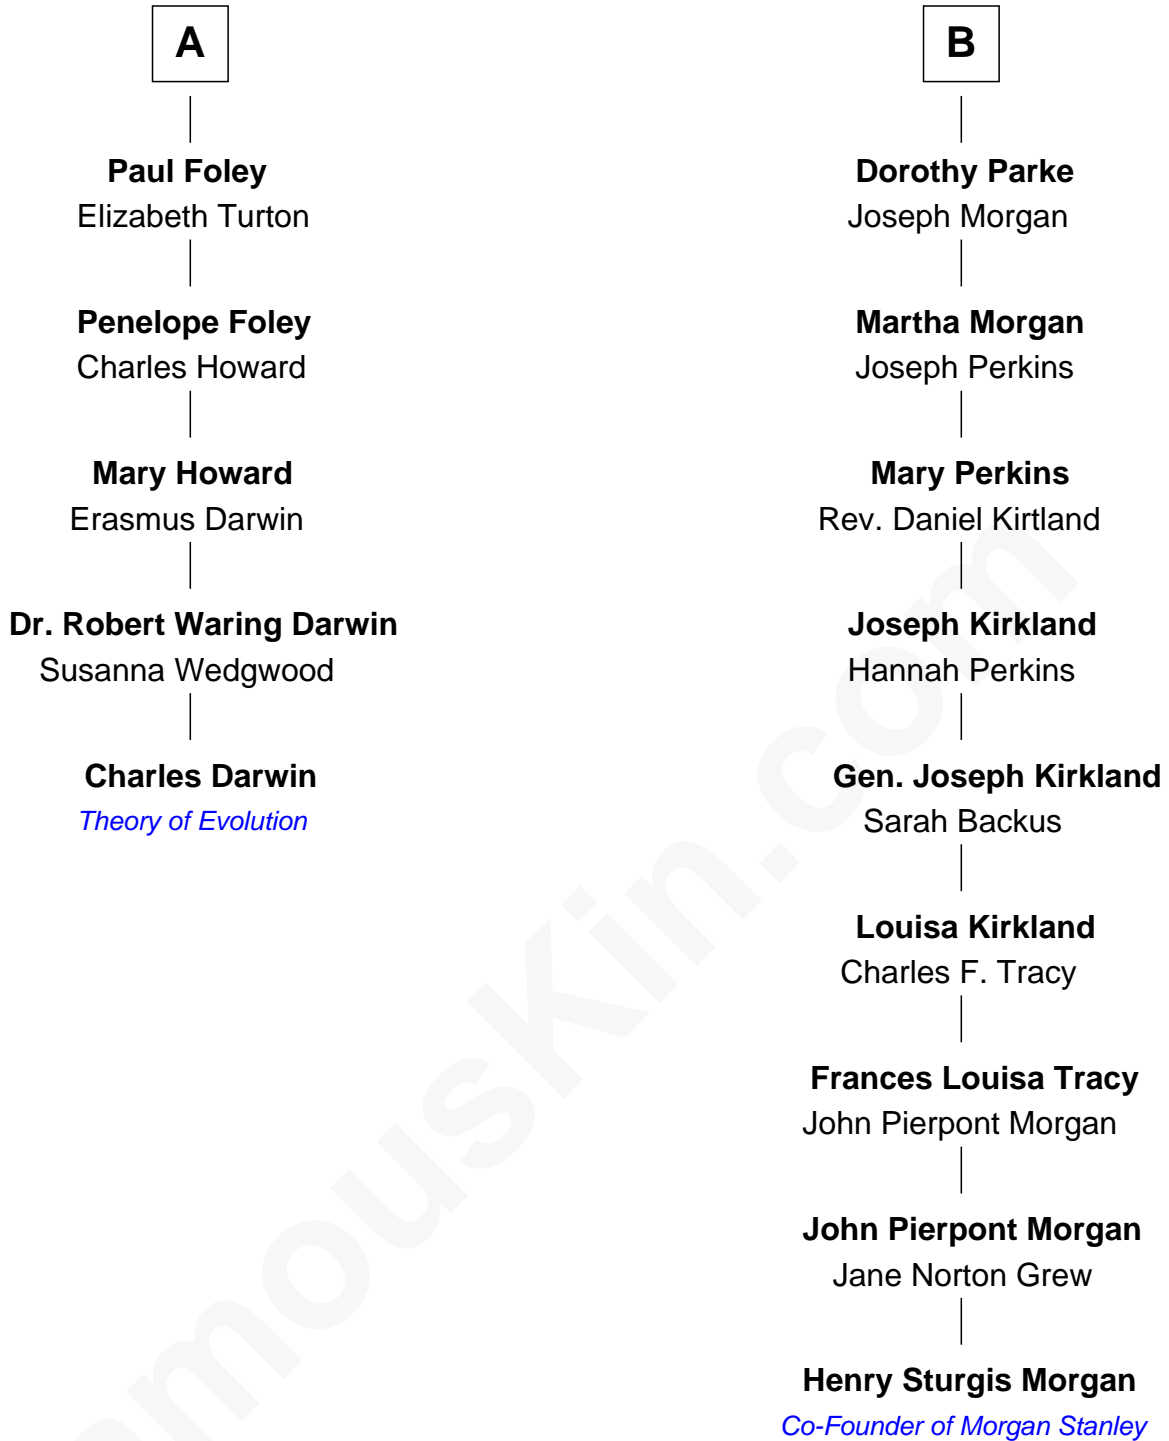 A
Paul Foley
Elizabeth Turton
Penelope Foley
Charles Howard
Mary Howard
Erasmus Darwin
Dr. Robert Waring Darwin
Susanna Wedgwood
Charles Darwin
Theory of Evolution
B
Dorothy Parke
Joseph Morgan
Martha Morgan
Joseph Perkins
Mary Perkins
Rev. Daniel Kirtland
Joseph Kirkland
Hannah Perkins
Gen. Joseph Kirkland
Sarah Backus
Louisa Kirkland
Charles F. Tracy
Frances Louisa Tracy
John Pierpont Morgan
John Pierpont Morgan
Jane Norton Grew
Henry Sturgis Morgan
Co-Founder of Morgan Stanley
amousKin.com